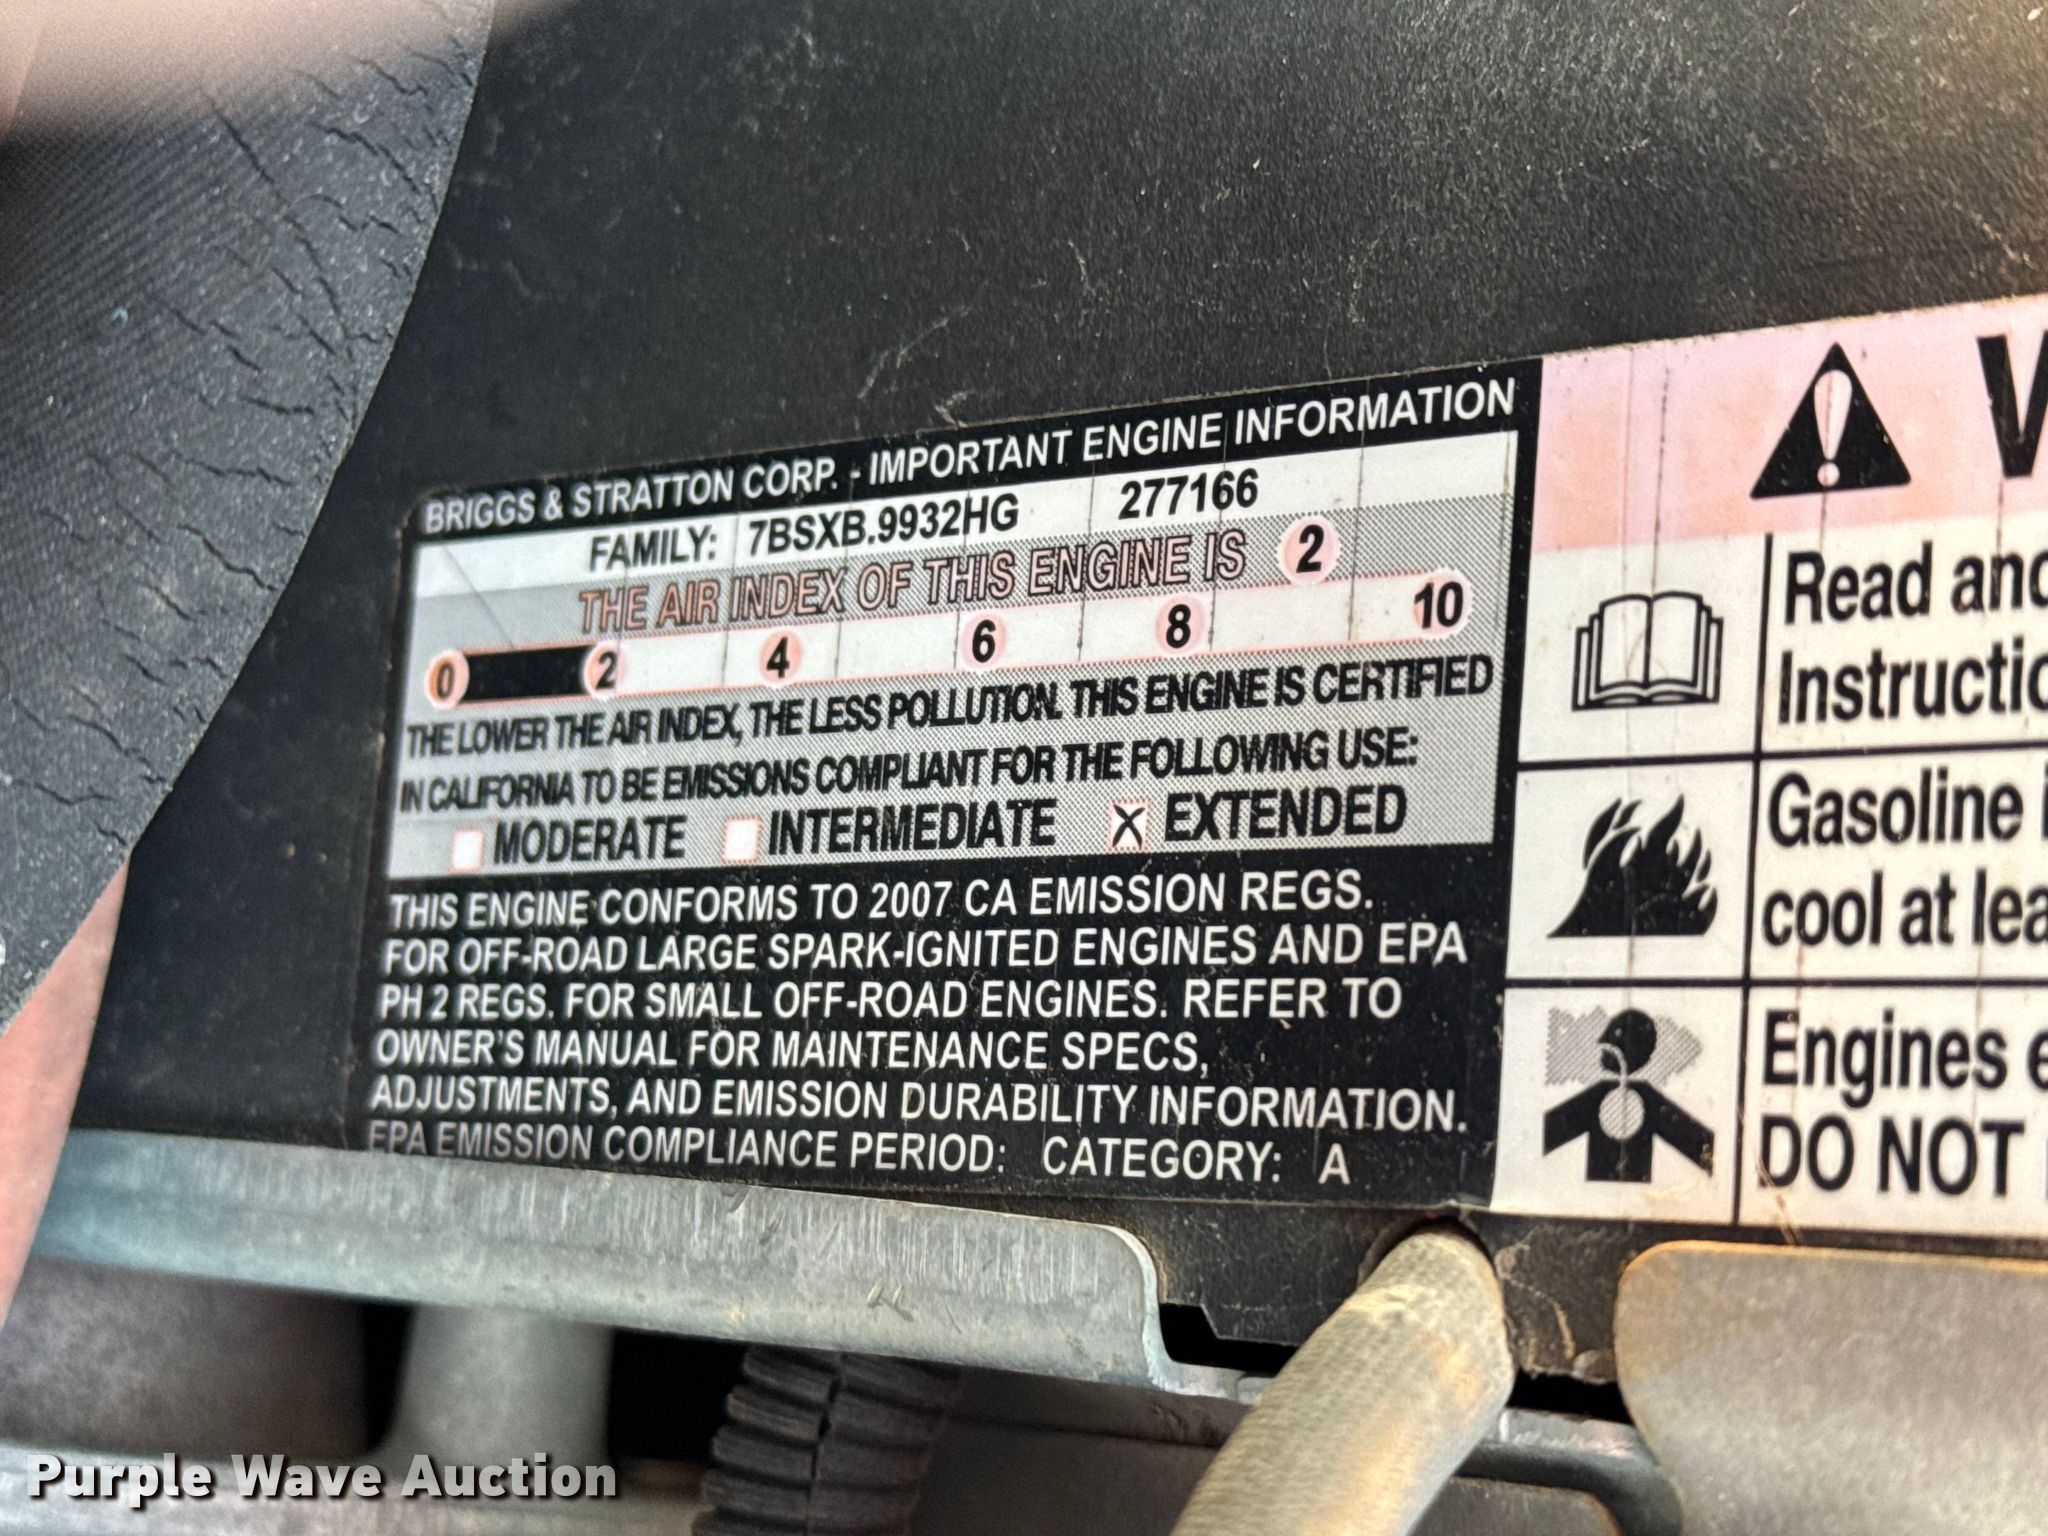 BRIGGS & STRATTON CORP. - IMPORTANT ENGINE INFORMATION
FAMILY: 7BSXB.9932HG 277166
THE AIR INDEX OF THIS ENGINE IS 2
0 2 4 6 8 10
THE LOWER THE AIR INDEX, THE LESS POLLUTION. THIS ENGINE IS CERTIFIED
IN CALIFORNIA TO BE EMISSIONS COMPLIANT FOR THE FOLLOWING USE:
MODERATE INTERMEDIATE X EXTENDED
THIS ENGINE CONFORMS TO 2007 CA EMISSION REGS.
FOR OFF-ROAD LARGE SPARK-IGNITED ENGINES AND EPA
PH 2 REGS. FOR SMALL OFF-ROAD ENGINES. REFER TO
OWNER'S MANUAL FOR MAINTENANCE SPECS,
ADJUSTMENTS, AND EMISSION DURABILITY INFORMATION.
EPA EMISSION COMPLIANCE PERIOD: CATEGORY: A
Read and
Instructio
Gasoline i
cool at lea
Engines e
DO NOT
Purple Wave Auction